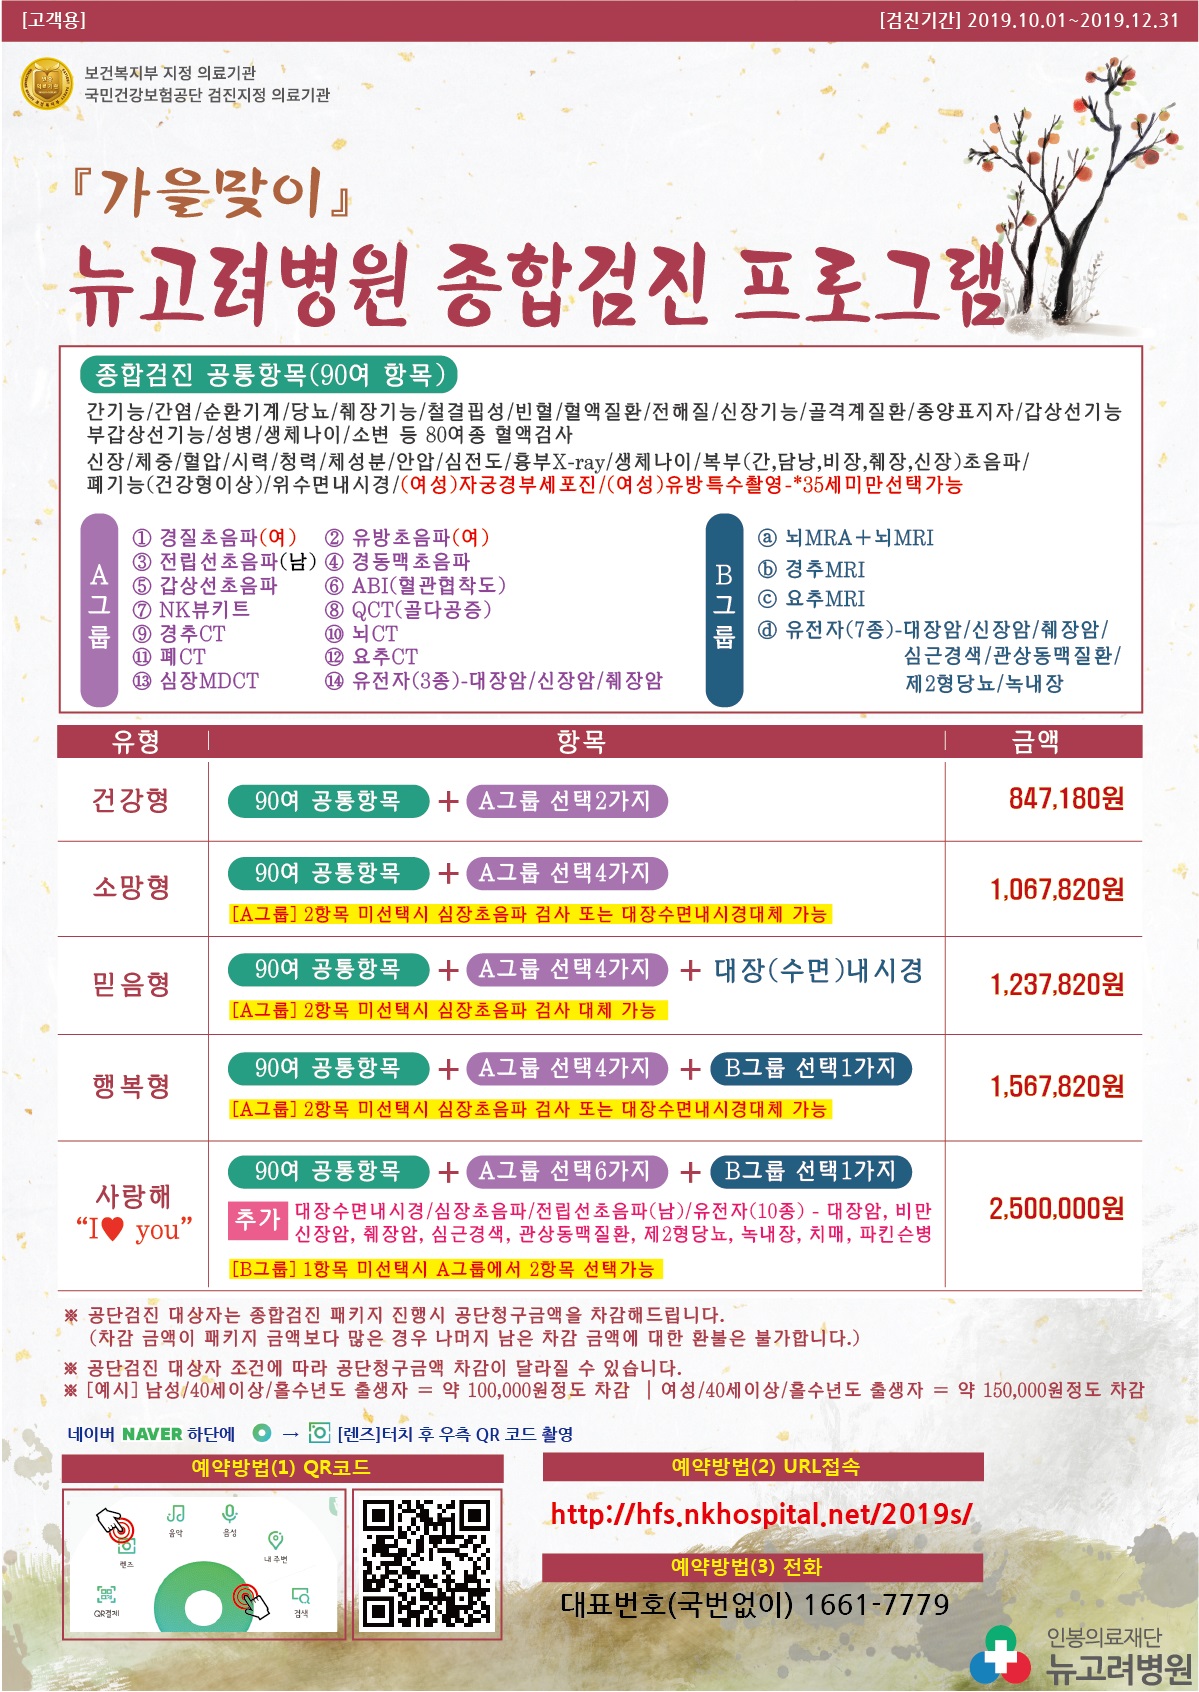 [고객용]
[검진기간] 2019.10.01~2019.12.31
보건복지부 지정 의료기관
국민건강보험공단 검진지정 의료기관
『가을맞이』
뉴고려병원 종합검진 프로그램
종합검진 공통항목(90여 항목)
간기능/간염/순환기계/당뇨/췌장기능/철결핍성/빈혈/혈액질환/전해질/신장기능/골격계질환/종양표지자/갑상선기능
부갑상선기능/성병/생체나이/소변 등 80여종 혈액검사
신장/체중/혈압/시력/청력/체성분/안압/심전도/흉부X-ray/생체나이/복부(간,담낭,비장,췌장,신장)초음파/
폐기능(건강형이상)/위수면내시경/(여성)자궁경부세포진/(여성)유방특수촬영-*35세미만선택가능
A그룹
① 경질초음파(여) ② 유방초음파(여)
③ 전립선초음파(남) ④ 경동맥초음파
⑤ 갑상선초음파 ⑥ ABI(혈관협착도)
⑦ NK뷰키트 ⑧ QCT(골다공증)
⑨ 경추CT ⑩ 뇌CT
⑪ 폐CT ⑫ 요추CT
⑬ 심장MDCT ⑭ 유전자(3종)-대장암/신장암/췌장암
B그룹
ⓐ 뇌MRA+뇌MRI
ⓑ 경추MRI
ⓒ 요추MRI
ⓓ 유전자(7종)-대장암/신장암/췌장암/
심근경색/관상동맥질환/
제2형당뇨/녹내장
유형 항목 금액
건강형 90여 공통항목 + A그룹 선택2가지 847,180원
소망형 90여 공통항목 + A그룹 선택4가지 1,067,820원
[A그룹] 2항목 미선택시 심장초음파 검사 또는 대장수면내시경대체 가능
믿음형 90여 공통항목 + A그룹 선택4가지 + 대장(수면)내시경 1,237,820원
[A그룹] 2항목 미선택시 심장초음파 검사 대체 가능
행복형 90여 공통항목 + A그룹 선택4가지 + B그룹 선택1가지 1,567,820원
[A그룹] 2항목 미선택시 심장초음파 검사 또는 대장수면내시경대체 가능
사랑해 90여 공통항목 + A그룹 선택6가지 + B그룹 선택1가지 2,500,000원
“I♥ you”
추가 대장수면내시경/심장초음파/전립선초음파(남)/유전자(10종) - 대장암, 비만
신장암, 췌장암, 심근경색, 관상동맥질환, 제2형당뇨, 녹내장, 치매, 파킨슨병
[B그룹] 1항목 미선택시 A그룹에서 2항목 선택가능
※ 공단검진 대상자는 종합검진 패키지 진행시 공단청구금액을 차감해드립니다.
(차감 금액이 패키지 금액보다 많은 경우 나머지 남은 차감 금액에 대한 환불은 불가합니다.)
※ 공단검진 대상자 조건에 따라 공단청구금액 차감이 달라질 수 있습니다.
※ [예시] 남성/40세이상/홀수년도 출생자 = 약 100,000원정도 차감 | 여성/40세이상/홀수년도 출생자 = 약 150,000원정도 차감
네이버 NAVER 하단에 → [렌즈]터치 후 우측 QR 코드 촬영
예약방법(1) QR코드
음악 음성
렌즈 내 주변
QR결제 검색
예약방법(2) URL접속
http://hfs.nkhospital.net/2019s/
예약방법(3) 전화
대표번호(국번없이) 1661-7779
인봉의료재단
뉴고려병원